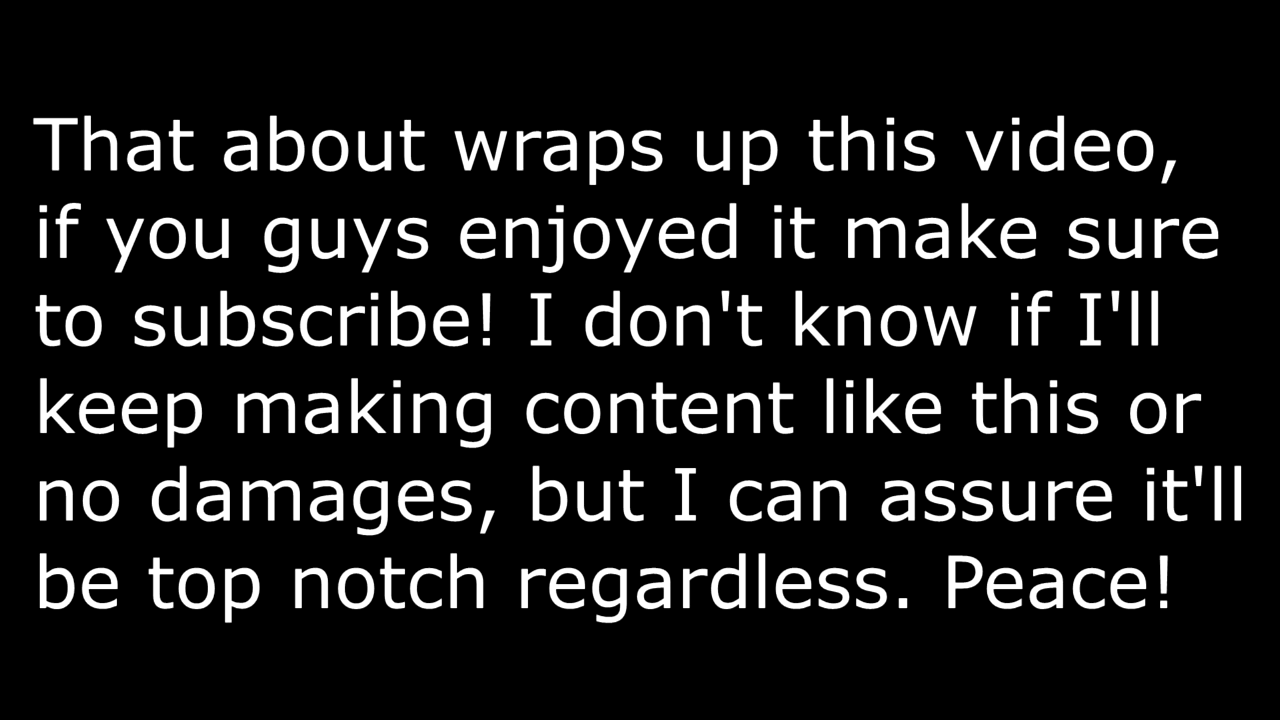 That about wraps up this video,
if you guys enjoyed it make sure
to subscribe! I don't know if I'll
keep making content like this or
no damages, but I can assure it'll
be top notch regardless. Peace!